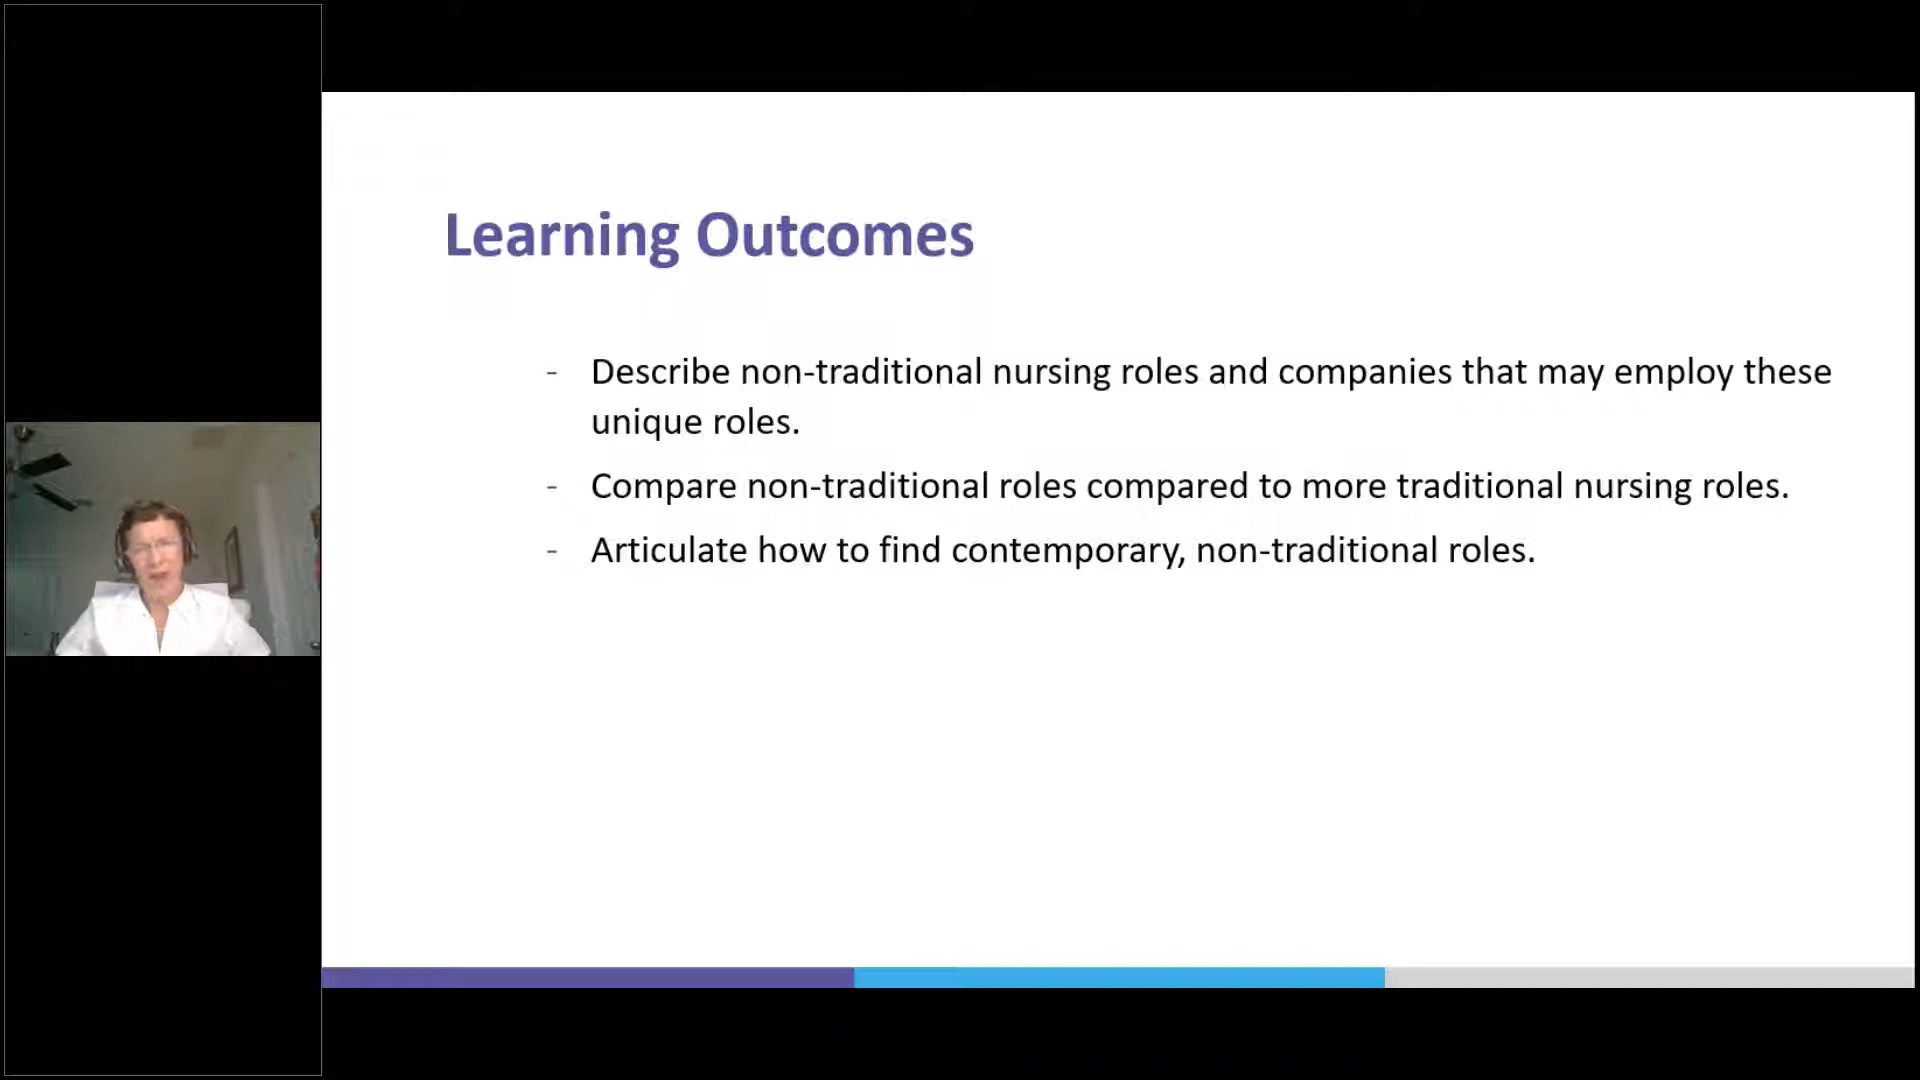 Learning Outcomes
- Describe non-traditional nursing roles and companies that may employ these
unique roles.
- Compare non-traditional roles compared to more traditional nursing roles.
- Articulate how to find contemporary, non-traditional roles.